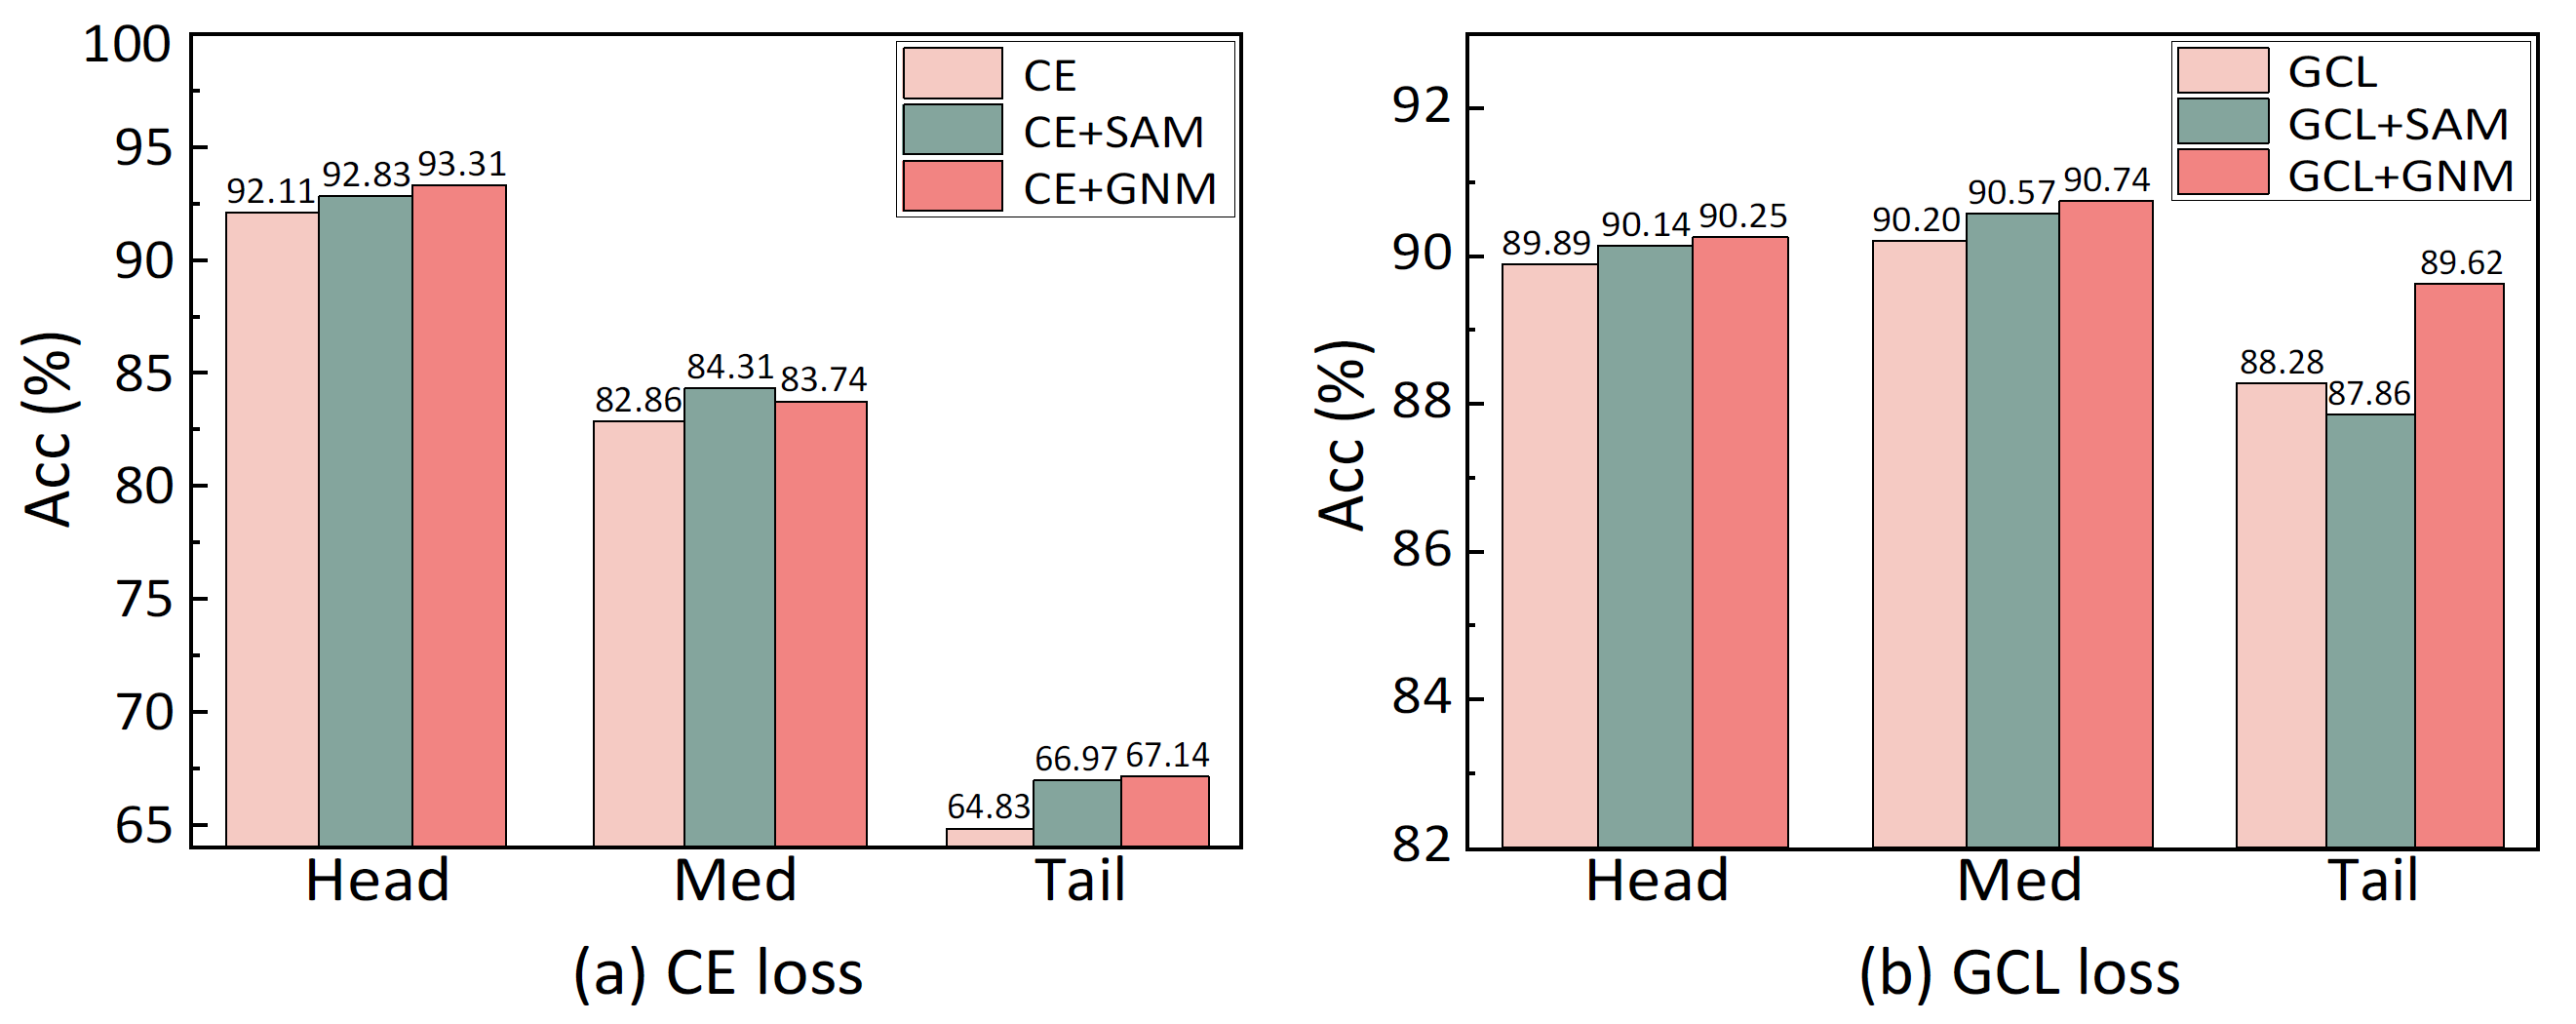 100
95
90
85
80
75
70
65
Acc (%)
CE
CE+SAM
CE+GNM
92.11
92.83
93.31
82.86
84.31
83.74
64.83
66.97
67.14
Head
Med
Tail
(a) CE loss
92
90
88
86
84
82
Acc (%)
GCL
GCL+SAM
GCL+GNM
89.89
90.14
90.25
90.20
90.57
90.74
88.28
87.86
89.62
Head
Med
Tail
(b) GCL loss